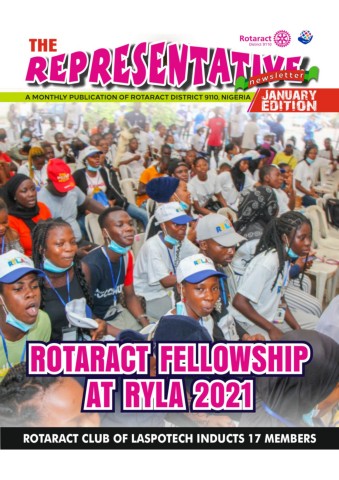 Rotaract
District 9110
THE
REPRESENTATIVE
newsletter
A MONTHLY PUBLICATION OF ROTARACT DISTRICT 9110, NIGERIA
JANUARY
EDITION
ROTARACT FELLOWSHIP
AT RYLA 2021
ROTARACT CLUB OF LASPOTECH INDUCTS 17 MEMBERS